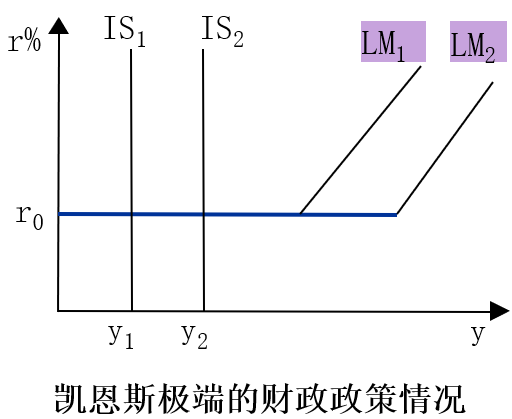 r%
IS₁
IS₂
LM₁
LM₂
r₀
y₁
y₂
y
凯恩斯极端的财政政策情况